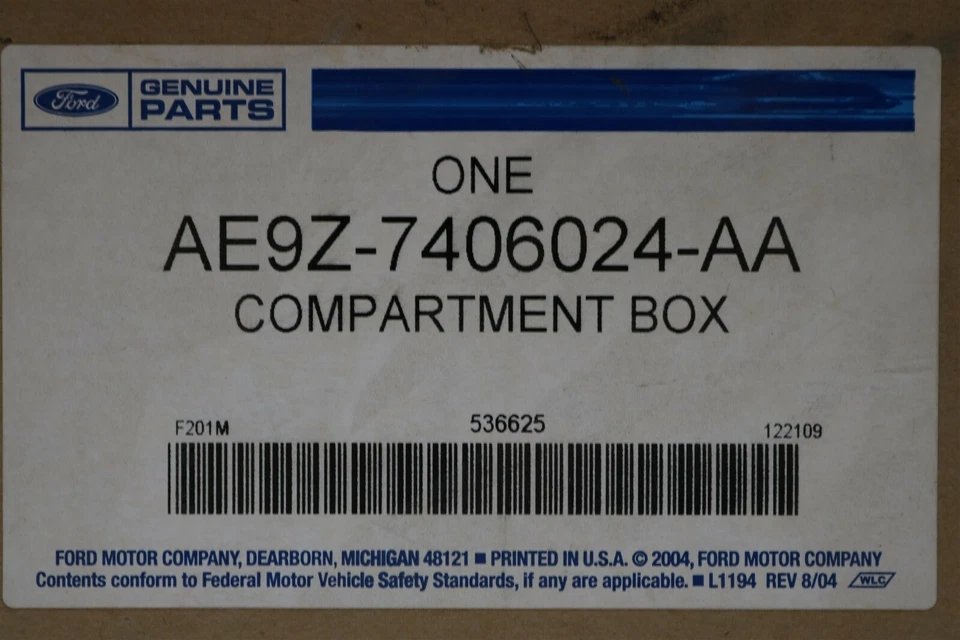 Ford GENUINE PARTS
ONE
AE9Z-7406024-AA
COMPARTMENT BOX
F201M 536625 122109
FORD MOTOR COMPANY, DEARBORN, MICHIGAN 48121 ■ PRINTED IN U.S.A. © 2004, FORD MOTOR COMPANY
Contents conform to Federal Motor Vehicle Safety Standards, if any are applicable. ■ L1194 REV 8/04 WLC